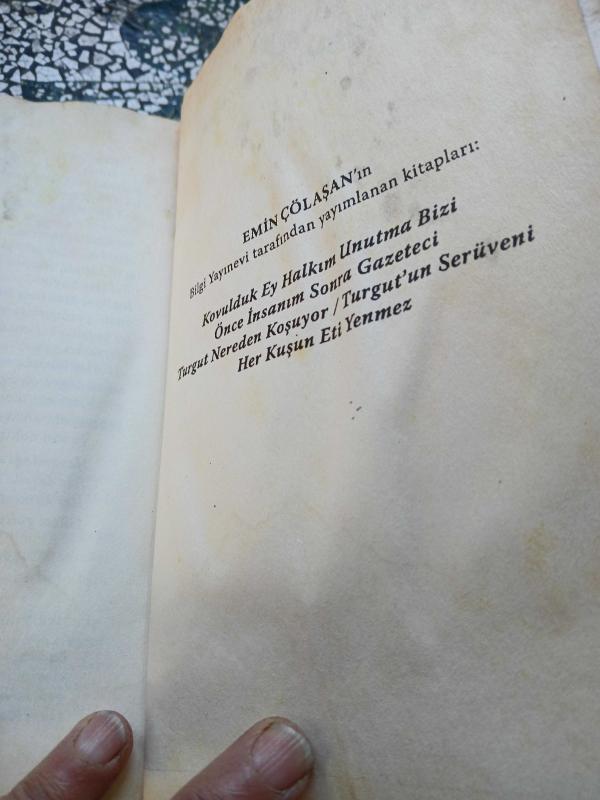 EMİN ÇÖLAŞAN'ın
Bilgi Yayınevi tarafından yayımlanan kitapları:
Kovulduk Ey Halkım Unutma Bizi
Önce İnsanım Sonra Gazeteci
Turgut Nereden Koşuyor / Turgut'un Serüveni
Her Kuşun Eti Yenmez